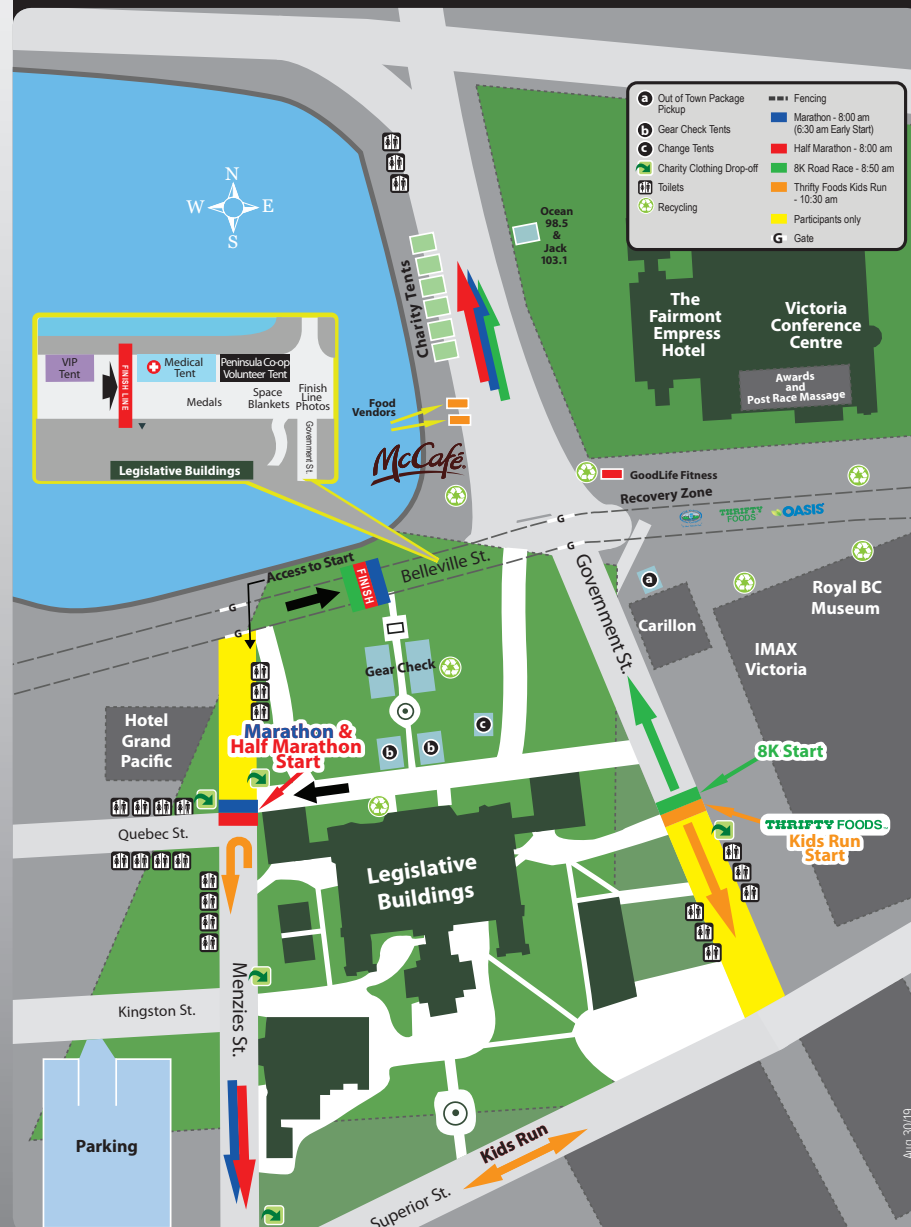 a Out of Town Package
Pickup
b Gear Check Tents
c Change Tents
Charity Clothing Drop-off
Toilets
Recycling
Fencing
Marathon - 8:00 am
(6:30 am Early Start)
Half Marathon - 8:00 am
8K Road Race - 8:50 am
Thrifty Foods Kids Run
- 10:30 am
Participants only
G Gate
N
W E
S
Ocean
98.5
&
Jack
103.1
Charity Tents
The
Fairmont
Empress
Hotel
Victoria
Conference
Centre
Awards
and
Post Race Massage
VIP
Tent
FINISH LINE
Medical
Tent
Peninsula Co-op
Volunteer Tent
Medals
Space
Blankets
Finish
Line
Photos
Government St.
Legislative Buildings
Food
Vendors
McCafé®
GoodLife Fitness
Recovery Zone
THRIFTY
FOODS
OASIS
G
G
Access to Start
G
G
FINISH
Belleville St.
Government St.
a
Carillon
Royal BC
Museum
IMAX
Victoria
Gear Check
b
b
c
Hotel
Grand
Pacific
Marathon &
Half Marathon
Start
8K Start
THRIFTY FOODS
Kids Run
Start
Quebec St.
Legislative
Buildings
Menzies St.
Kingston St.
Parking
Kids Run
Superior St.
Aug 30/19